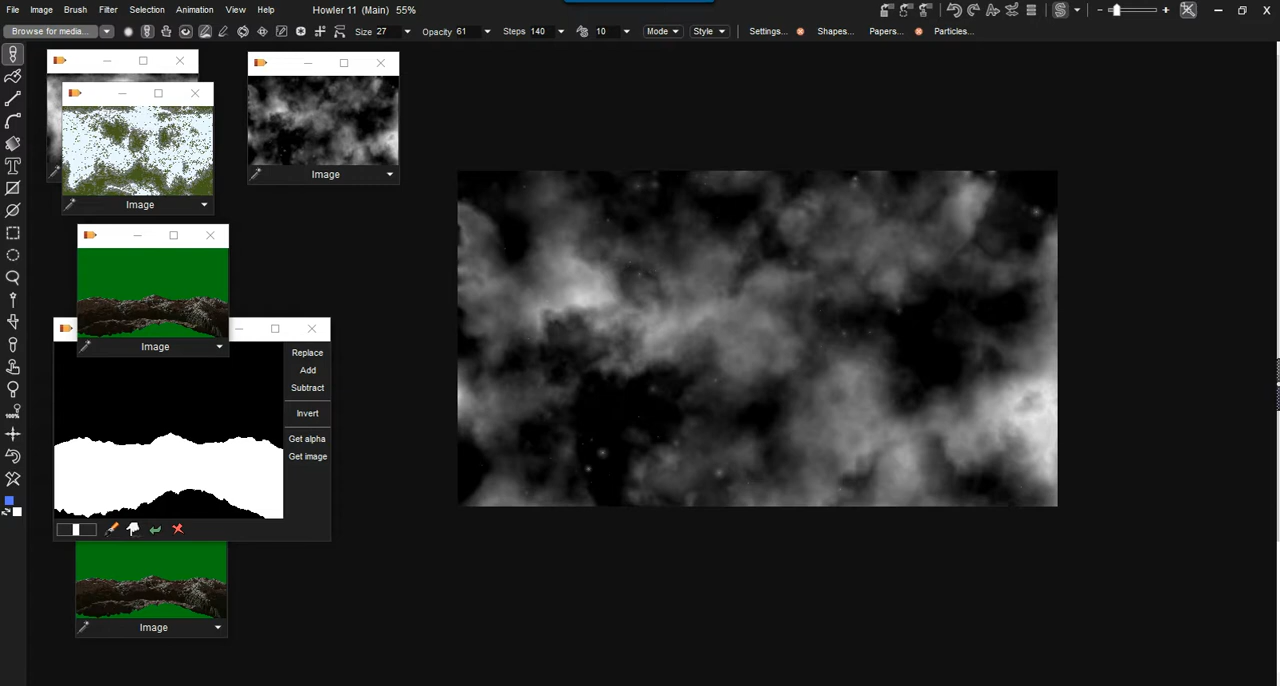 File Image Brush Filter Selection Animation View Help Howler 11 (Main) 55%
Browse for media... Size 27 Opacity 61 Steps 140 10 Mode Style Settings... Shapes... Papers... Particles...
Image
Image
Image
Replace
Add
Subtract
Invert
Get alpha
Get image
Image
100%